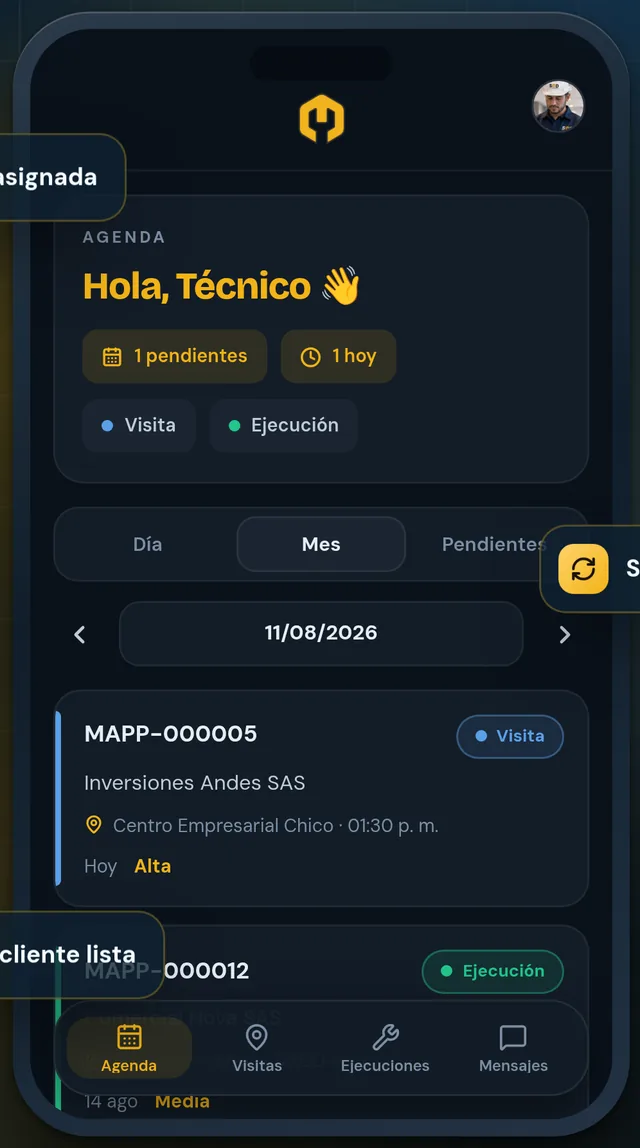 asignada
AGENDA
Hola, Técnico 👋
1 pendientes
1 hoy
Visita
Ejecución
Día
Mes
Pendientes
S
11/08/2026
MAPP-000005
Visita
Inversiones Andes SAS
Centro Empresarial Chico · 01:30 p. m.
Hoy
Alta
cliente lista
MAPP-000012
Ejecución
Agenda
Visitas
Ejecuciones
Mensajes
14 ago
Media